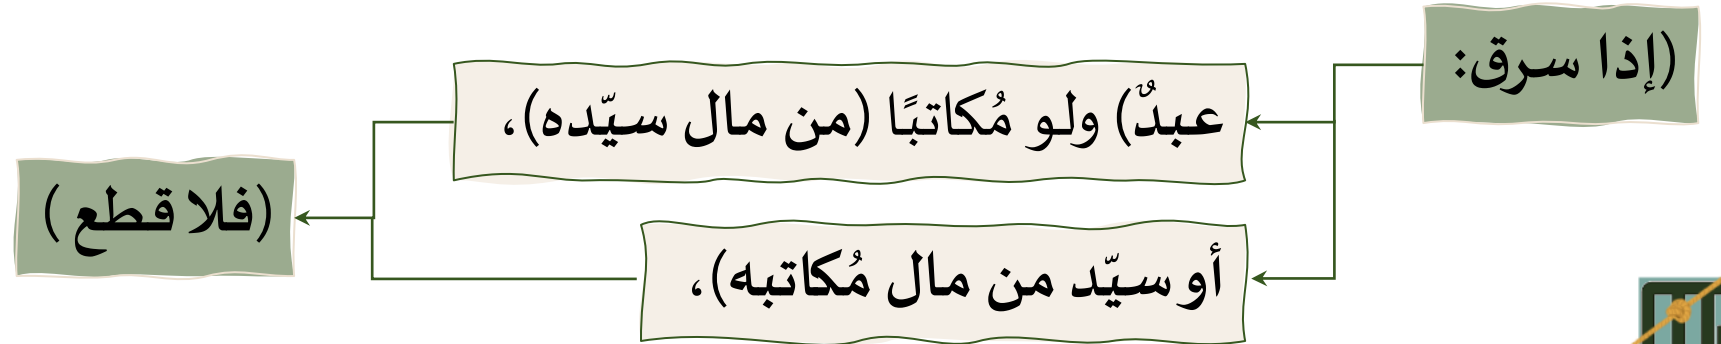 (إذا سرق:
عبدٌ) ولو مُكاتبًا (من مال سيّده)،
أو سيّد من مال مُكاتبه)،
(فلا قطع )